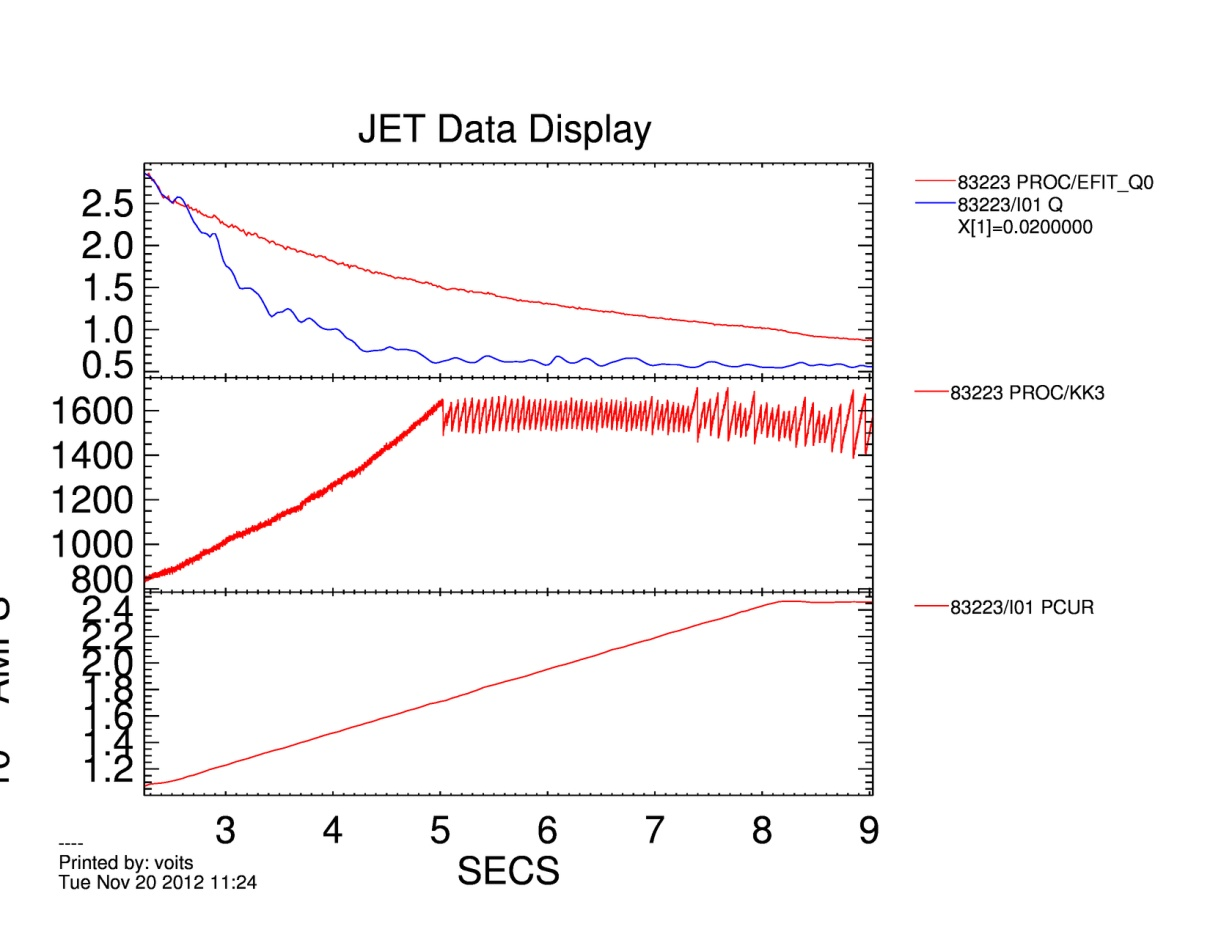 JET Data Display
2.5
2.0
1.5
1.0
0.5
83223 PROC/EFIT_Q0
83223/I01 Q
X[1]=0.0200000
1600
1400
1200
1000
800
83223 PROC/KK3
2.4
2.2
2.0
1.8
1.6
1.4
1.2
83223/I01 PCUR
3 4 5 6 7 8 9
SECS
----
Printed by: voits
Tue Nov 20 2012 11:24